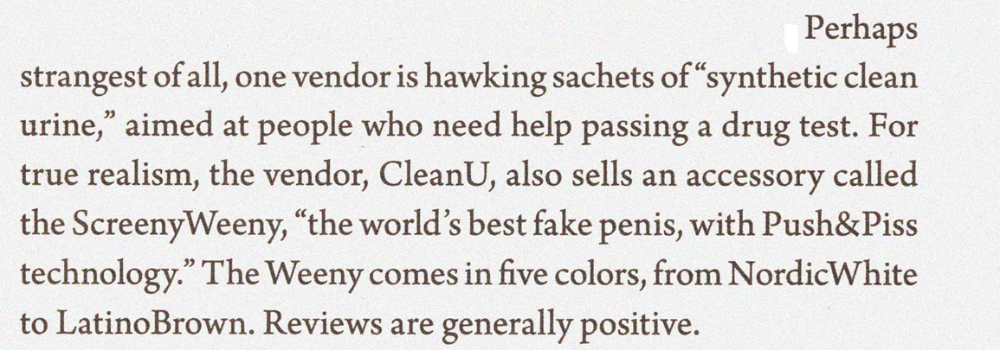 Perhaps
strangest of all, one vendor is hawking sachets of “synthetic clean
urine,” aimed at people who need help passing a drug test. For
true realism, the vendor, CleanU, also sells an accessory called
the ScreenyWeeny, “the world’s best fake penis, with Push&Piss
technology.” The Weeny comes in five colors, from NordicWhite
to LatinoBrown. Reviews are generally positive.